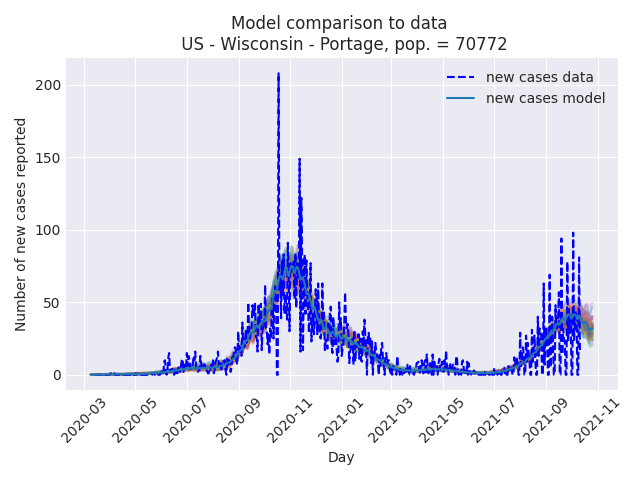 Model comparison to data
US - Wisconsin - Portage, pop. = 70772
new cases data
new cases model
Number of new cases reported
200
150
100
50
0
2020-03
2020-05
2020-07
2020-09
2020-11
2021-01
2021-03
2021-05
2021-07
2021-09
2021-11
Day